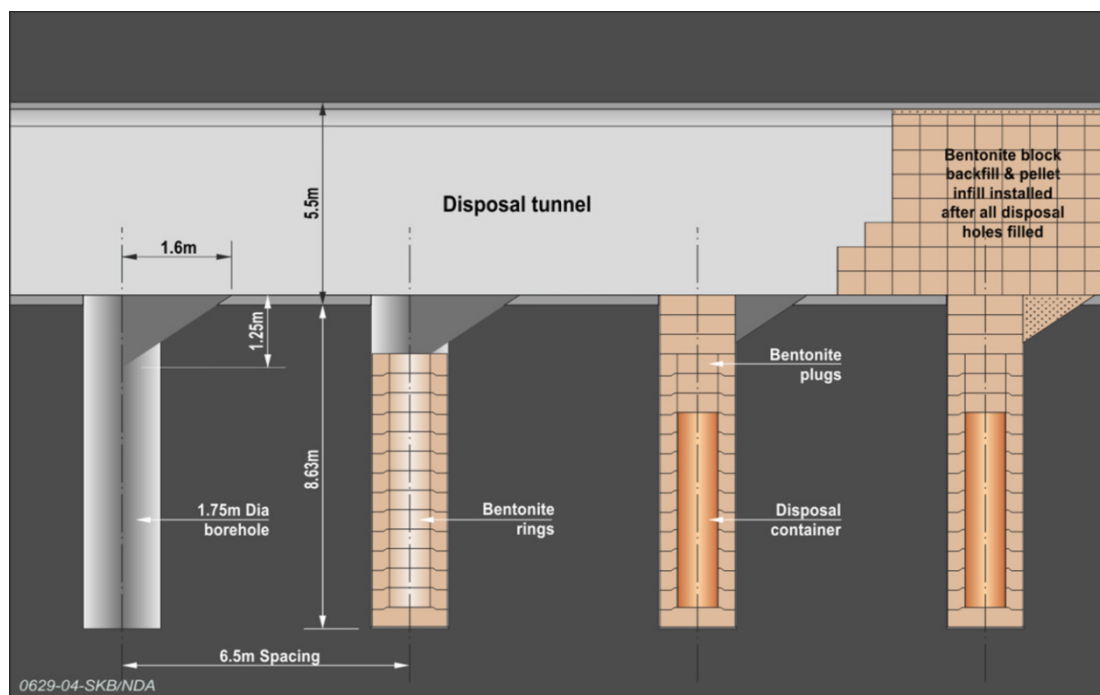 Bentonite block
backfill & pellet
infill installed
after all disposal
holes filled
5.5m
Disposal tunnel
1.6m
1.25m
Bentonite
plugs
8.63m
1.75m Dia
borehole
Bentonite
rings
Disposal
container
6.5m Spacing
0629-04-SKB/NDA